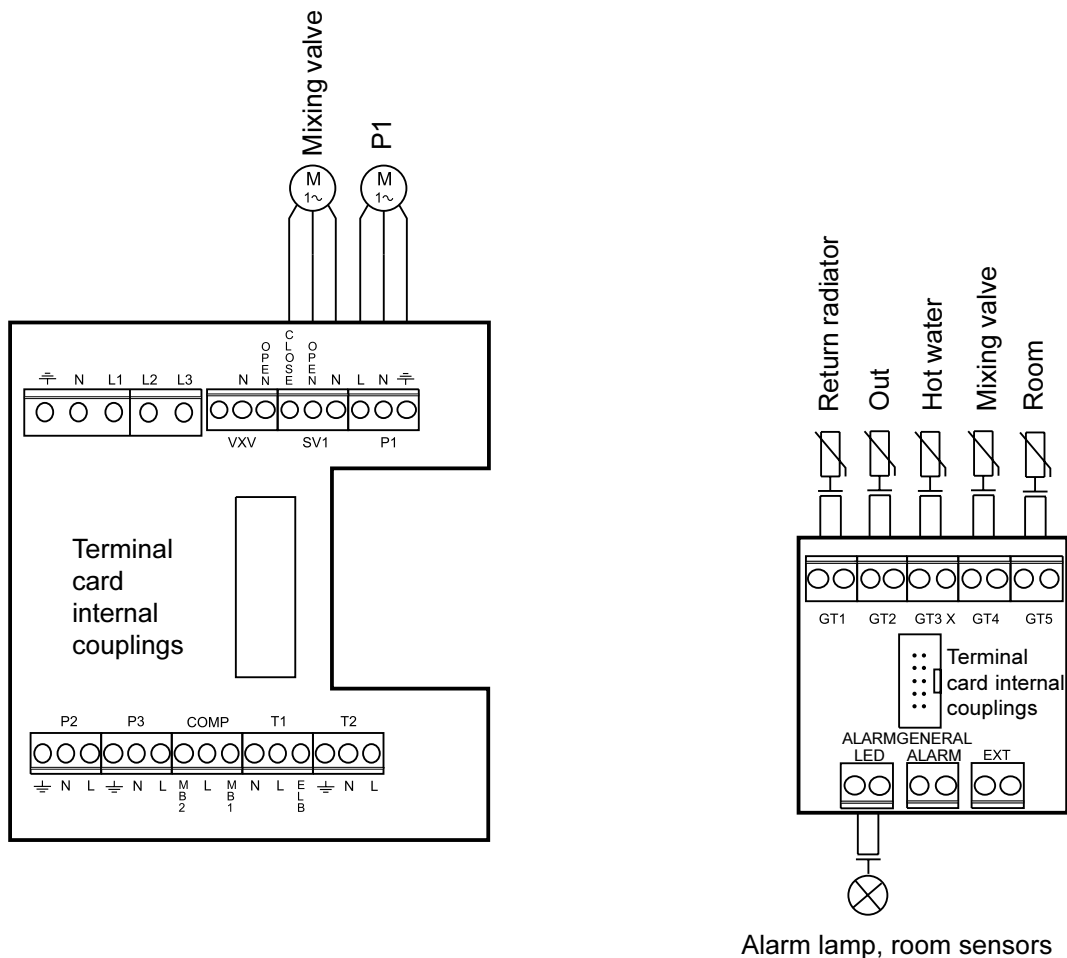 Mixing valve
P1
M
1~
M
1~
CLOSE
OPEN
OPEN
N L1 L2 L3 N N L N
VXV SV1 P1
Terminal
card
internal
couplings
P2 P3 COMP T1 T2
N L N L MB2 L MB1 N L ELB N L
Return radiator
Out
Hot water
Mixing valve
Room
GT1 GT2 GT3 X GT4 GT5
Terminal
card internal
couplings
ALARM GENERAL
LED ALARM EXT
Alarm lamp, room sensors